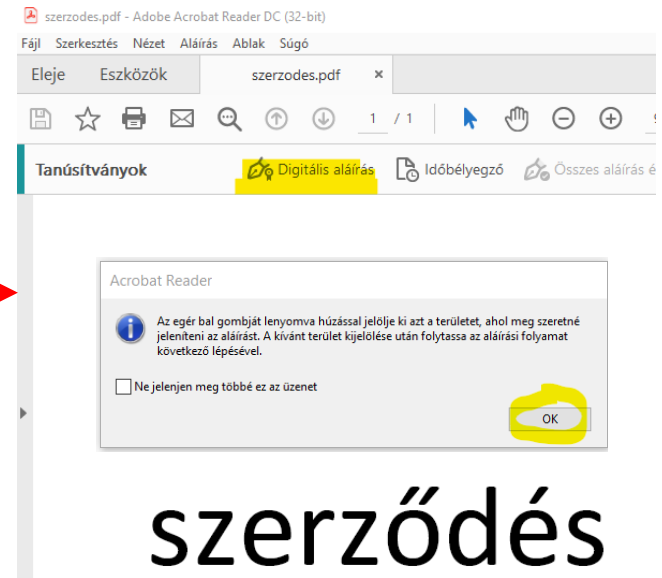 szerzodes.pdf - Adobe Acrobat Reader DC (32-bit)
Fájl Szerkesztés Nézet Aláírás Ablak Súgó
Eleje Eszközök szerzodes.pdf ×
1 / 1
Tanúsítványok Digitális aláírás Időbélyegző Összes aláírás é
Acrobat Reader
Az egér bal gombját lenyomva húzással jelölje ki azt a területet, ahol meg szeretné
jeleníteni az aláírást. A kívánt terület kijelölése után folytassa az aláírási folyamat
következő lépésével.
Ne jelenjen meg többé ez az üzenet
OK
szerződés